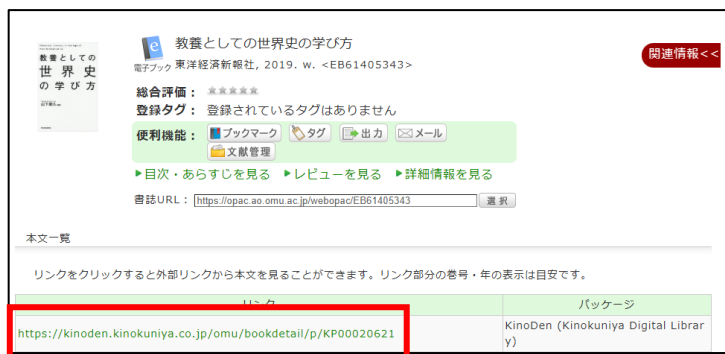 教養としての
世界史
の学び方
教養としての世界史の学び方
電子ブック 東洋経済新報社, 2019. w. <EB61405343>
関連情報<<
総合評価：
登録タグ： 登録されているタグはありません
便利機能： ブックマーク タグ 出力 メール
文献管理
目次・あらすじを見る レビューを見る 詳細情報を見る
書誌URL： https://opac.ao.omu.ac.jp/webopac/EB61405343 選択
本文一覧
リンクをクリックすると外部リンクから本文を見ることができます。リンク部分の巻号・年の表示は目安です。
リンク パッケージ
https://kinoden.kinokuniya.co.jp/omu/bookdetail/p/KP00020621
KinoDen (Kinokuniya Digital Librar
y)